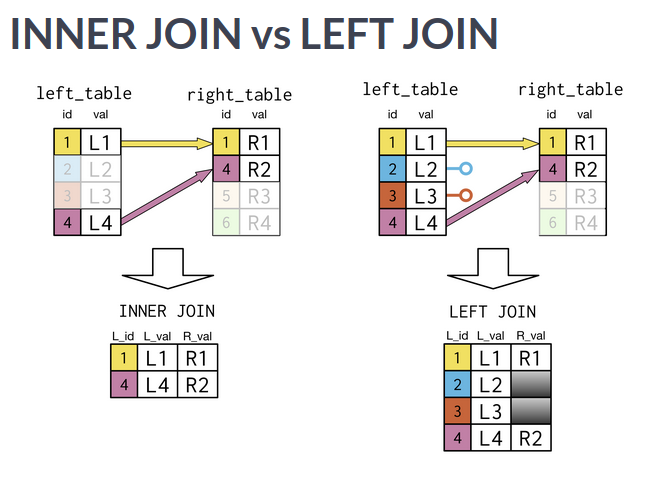 INNER JOIN vs LEFT JOIN
left_table
id val
1 L1
2 L2
3 L3
4 L4
right_table
id val
1 R1
4 R2
5 R3
6 R4
INNER JOIN
L_id L_val R_val
1 L1 R1
4 L4 R2
left_table
id val
1 L1
2 L2
3 L3
4 L4
right_table
id val
1 R1
4 R2
5 R3
6 R4
LEFT JOIN
L_id L_val R_val
1 L1 R1
2 L2
3 L3
4 L4 R2